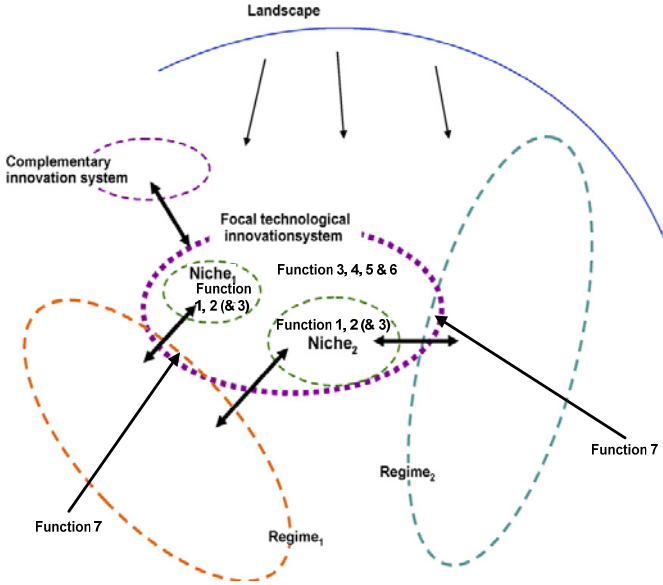 Landscape
Complementary
innovation system
Focal technological
innovationsystem
Niche1
Function
1, 2 (& 3)
Function 3, 4, 5 & 6
Function 1, 2 (& 3)
Niche2
Function 7
Regime2
Function 7
Regime1